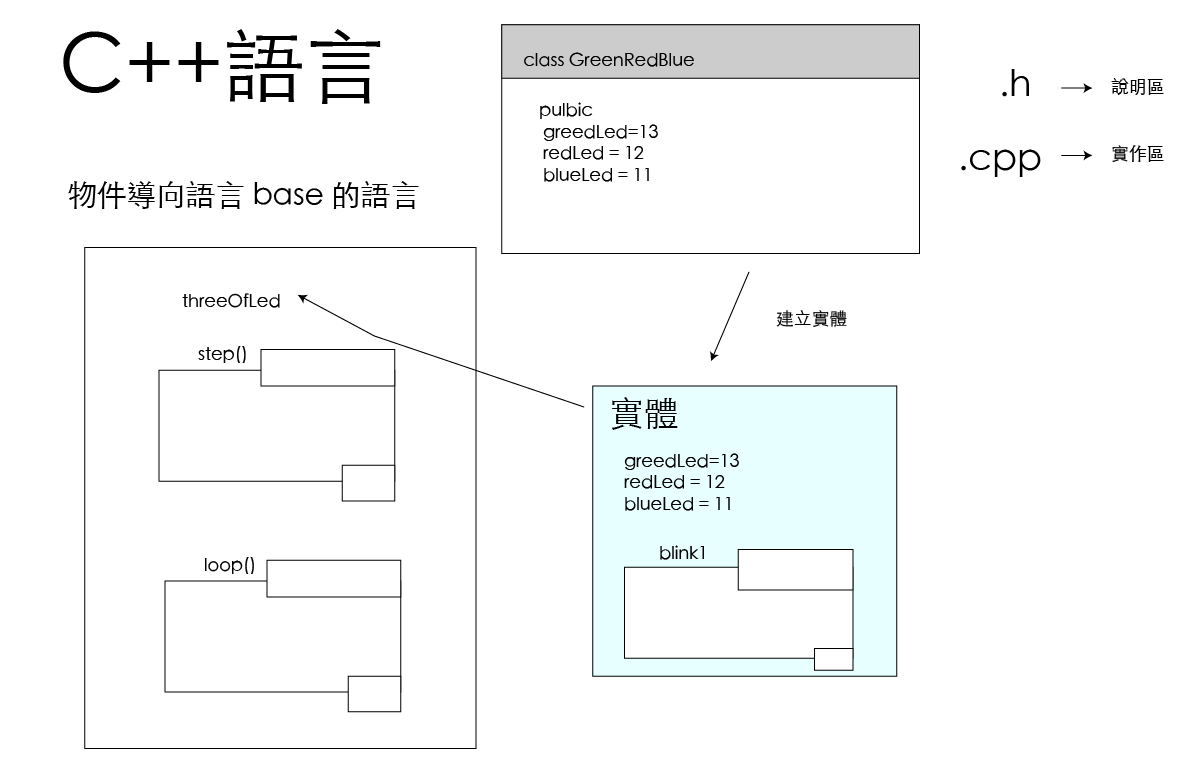 C++語言
物件導向語言 base 的語言
class GreenRedBlue
pulbic
greedLed=13
redLed = 12
blueLed = 11
.h
說明區
.cpp
實作區
建立實體
threeOfLed
step()
loop()
實體
greedLed=13
redLed = 12
blueLed = 11
blink1